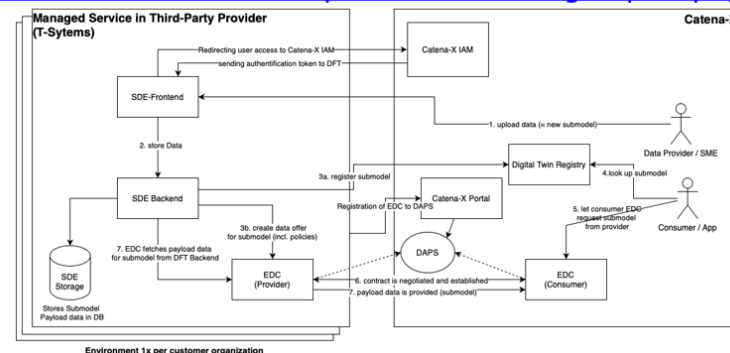 Managed Service in Third-Party Provider
(T-Sytems)
Catena-X
Redirecting user access to Catena-X IAM
Catena-X IAM
sending authentification token to DFT
SDE-Frontend
1. upload data (= new submodel)
Data Provider / SME
2. store Data
Digital Twin Registry
3a. register submodel
4.look up submodel
SDE Backend
Catena-X Portal
Registration of EDC to DAPS
5. let consumer EDC
request submodel
from provider
Consumer / App
3b. create data offer
for submodel (incl. policies)
7. EDC fetches payload data
for submodel from DFT Backend
DAPS
SDE
Storage
EDC
(Provider)
EDC
(Consumer)
6. contract is negotiated and established
7. payload data is provided (submodel)
Stores Submodel
Payload data in DB
Environment 1x per customer organization